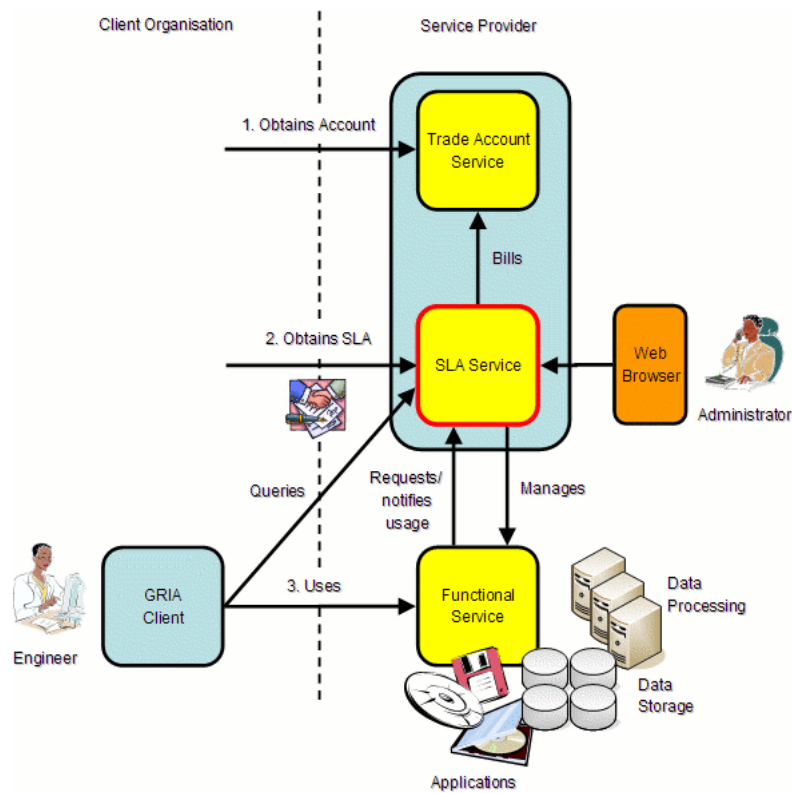 Client Organisation
Service Provider
1. Obtains Account
Trade Account
Service
Bills
2. Obtains SLA
SLA Service
Web
Browser
Administrator
Queries
Requests/
notifies
usage
Manages
GRIA
Client
3. Uses
Functional
Service
Data
Processing
Engineer
Data
Storage
Applications